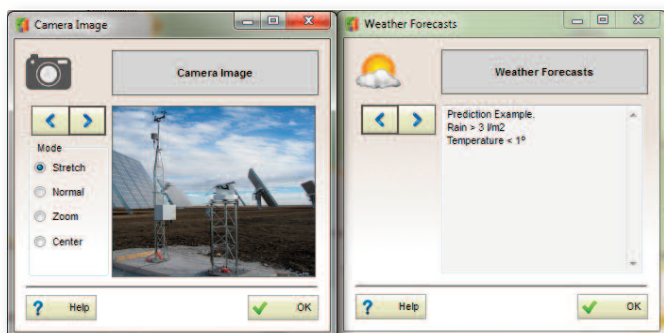 Camera Image
Camera Image
Mode
Stretch
Normal
Zoom
Center
? Help
OK
Weather Forecasts
Weather Forecasts
Prediction Example.
Rain > 3 l/m2
Temperature < 1º
? Help
OK